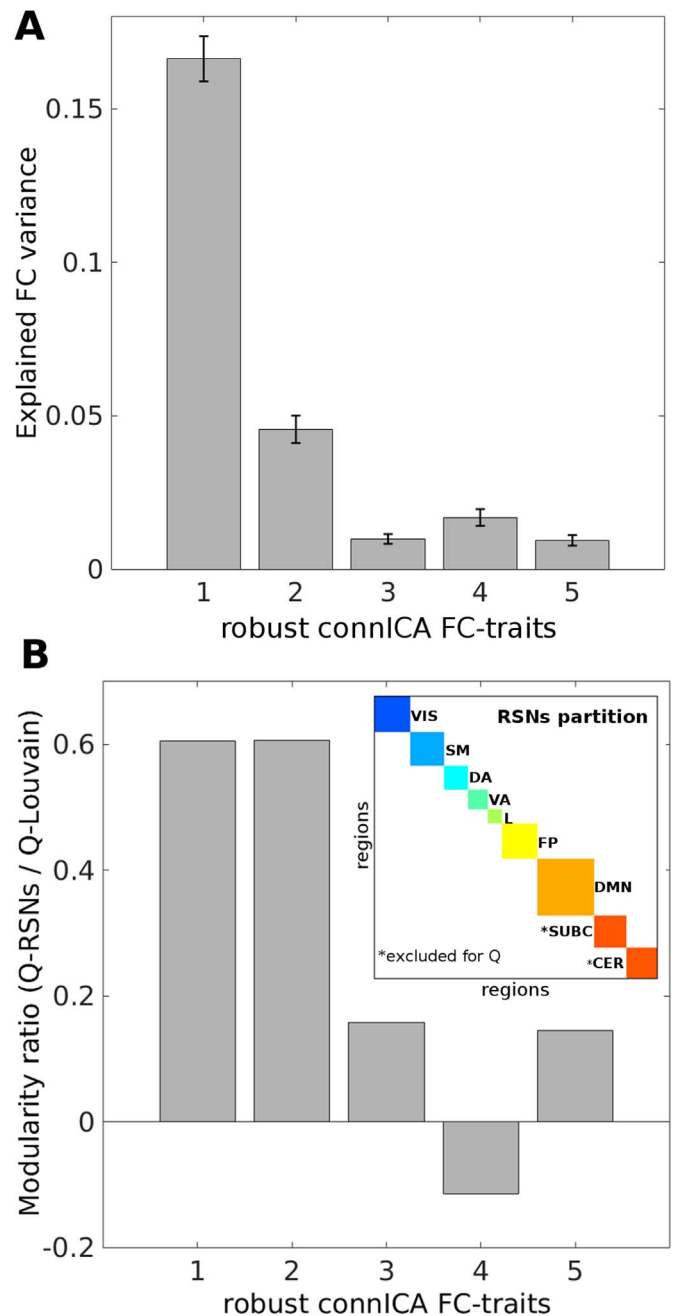 A
Explained FC variance
0.15
0.1
0.05
0
1 2 3 4 5
robust connICA FC-traits
B
Modularity ratio (Q-RSNs / Q-Louvain)
0.6
0.4
0.2
0
-0.2
RSNs partition
VIS
SM
DA
VA
L
FP
DMN
*SUBC
*CER
*excluded for Q
regions
regions
1 2 3 4 5
robust connICA FC-traits